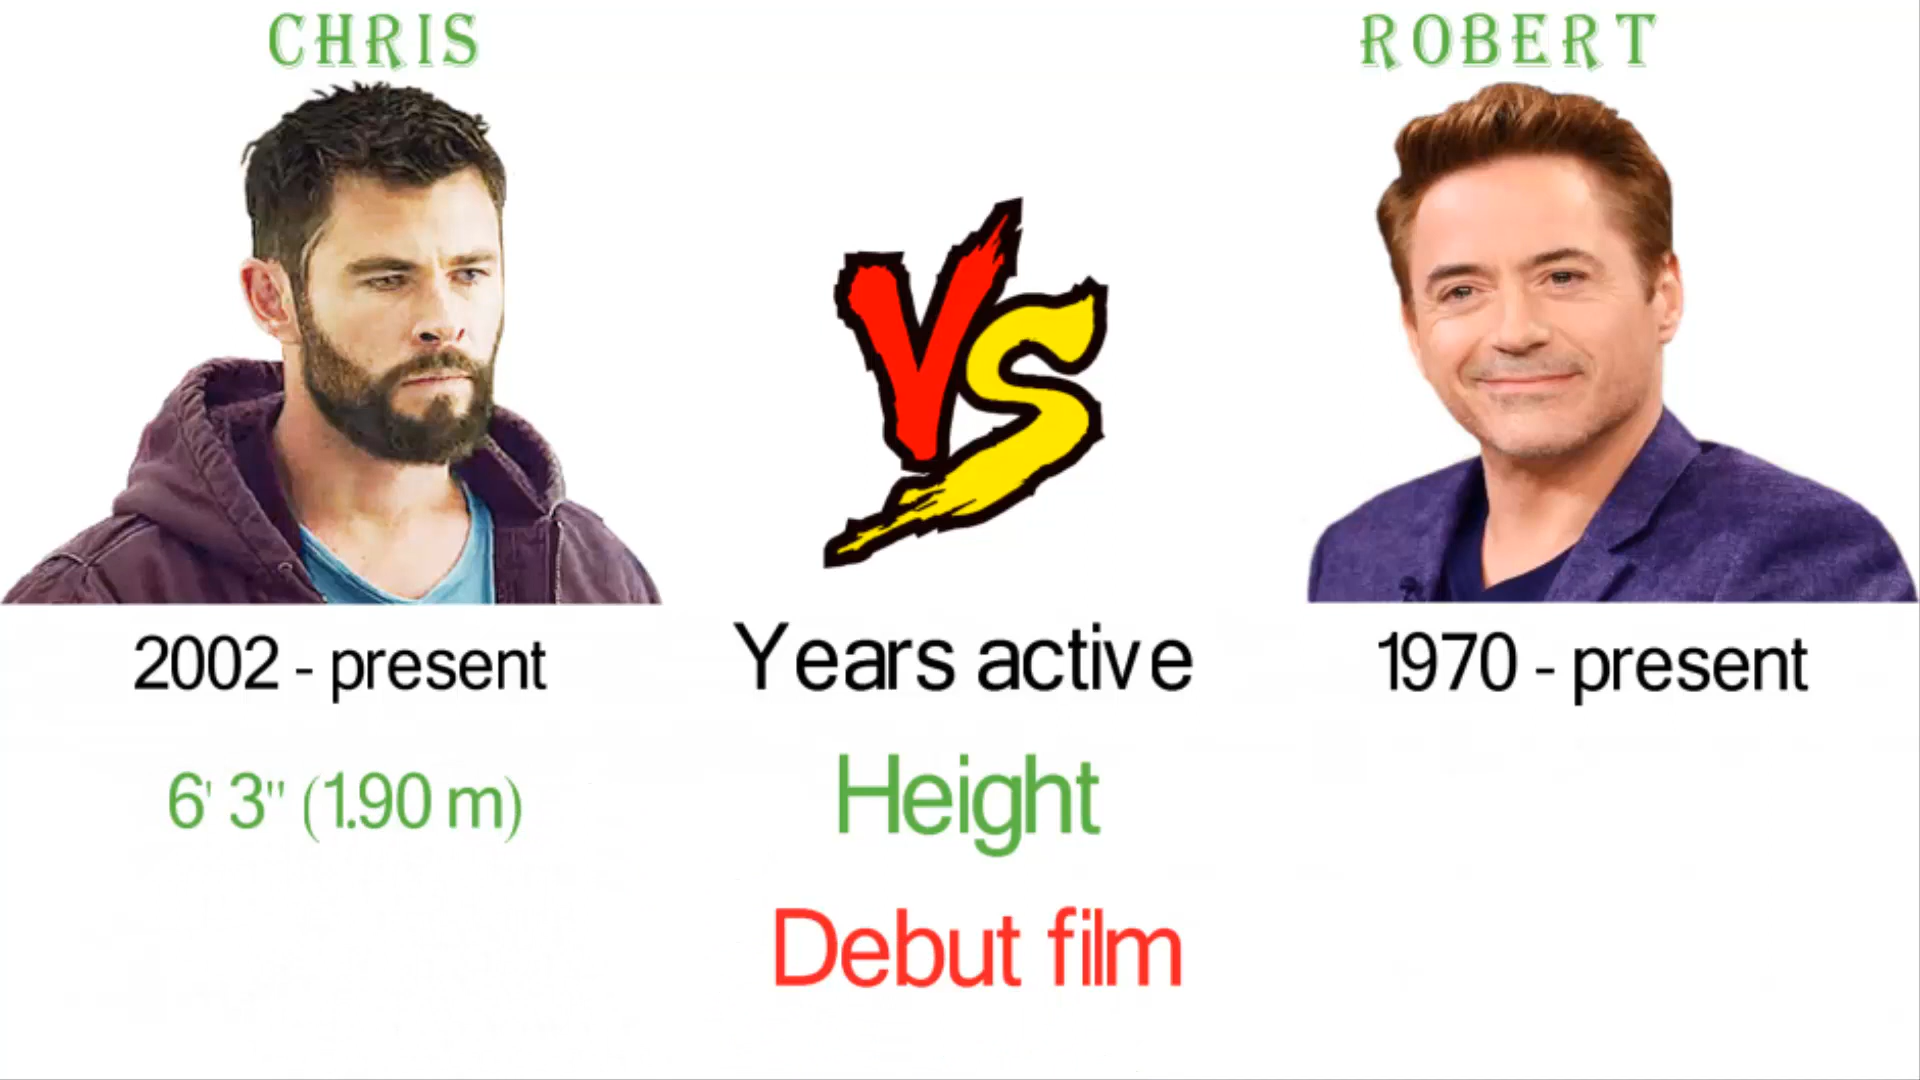 CHRIS
ROBERT
VS
2002 - present
Years active
1970 - present
6' 3" (1.90 m)
Height
Debut film